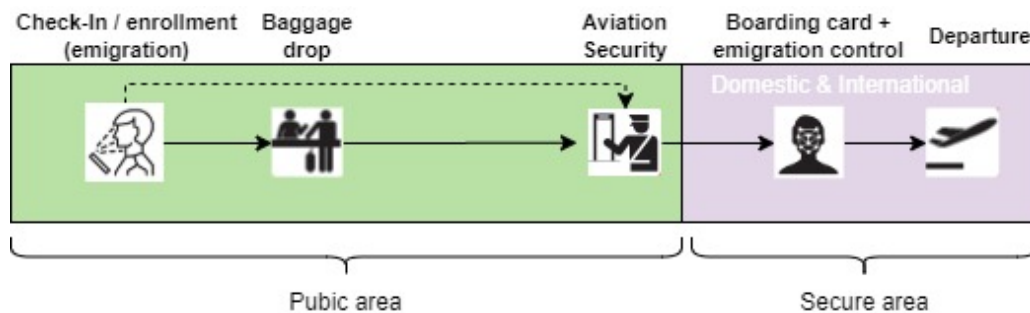 Check-In / enrollment
(emigration)
Baggage
drop
Aviation
Security
Boarding card +
emigration control
Departure
Domestic & International
Pubic area
Secure area